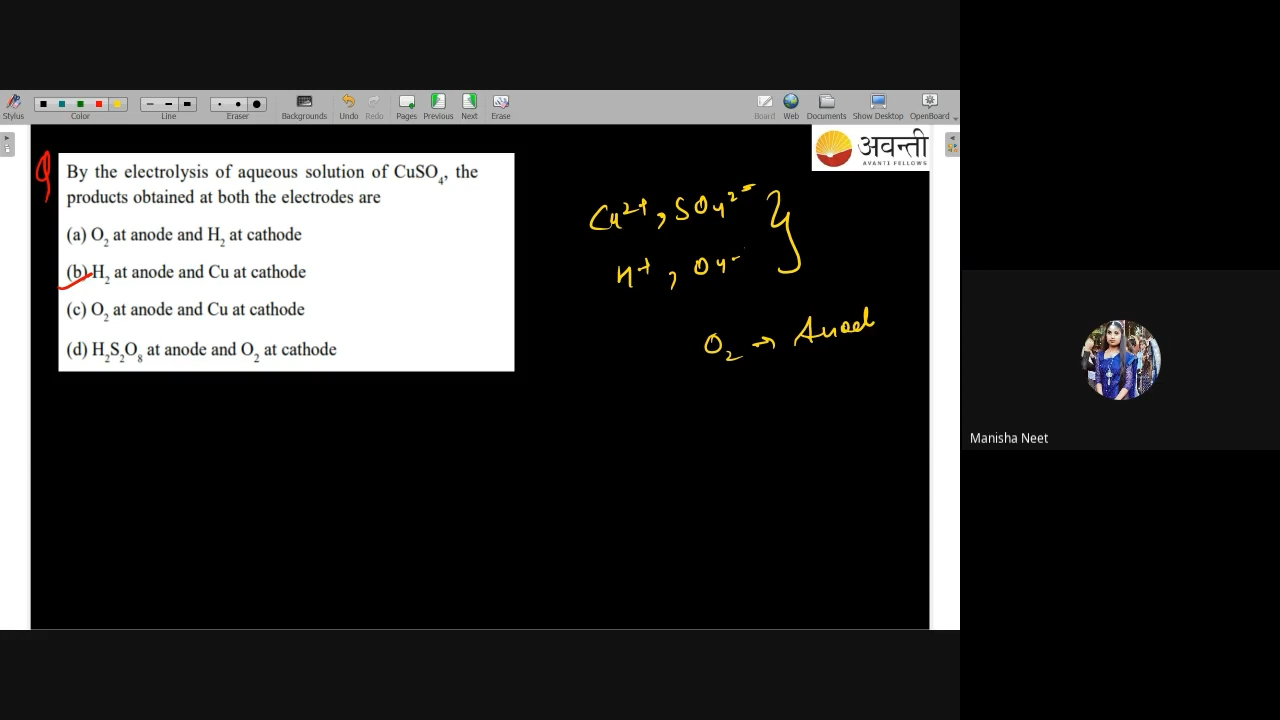 Stylus
Color
Line
Eraser
Backgrounds
Undo
Redo
Pages
Previous
Next
Erase
Board
Web
Documents
Show Desktop
OpenBoard
अवन्ती
AVANTI FELLOWS
Q
By the electrolysis of aqueous solution of CuSO₄, the
products obtained at both the electrodes are
(a) O₂ at anode and H₂ at cathode
(b) H₂ at anode and Cu at cathode
(c) O₂ at anode and Cu at cathode
(d) H₂S₂O₈ at anode and O₂ at cathode
Cu²⁺, SO₄²⁻
H⁺, OH⁻
O₂ →
Manisha Neet